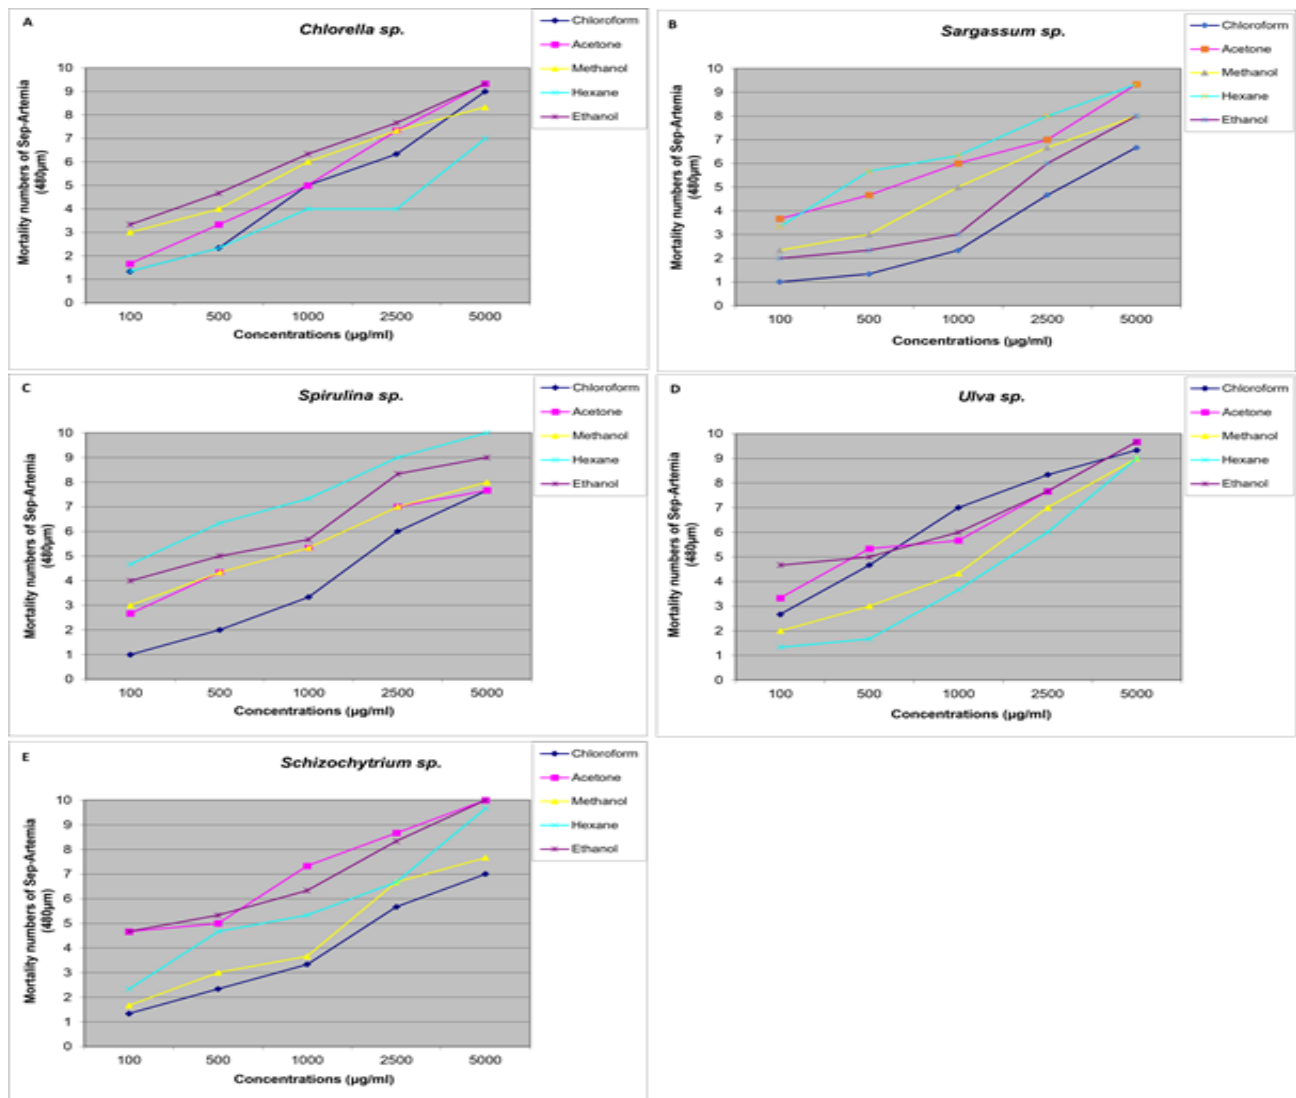 A
Chlorella sp.
Chloroform
Acetone
Methanol
Hexane
Ethanol
Mortality numbers of Sep-Artemia
(480µm)
10
9
8
7
6
5
4
3
2
1
0
100 500 1000 2500 5000
Concentrations (µg/ml)
B
Sargassum sp.
Chloroform
Acetone
Methanol
Hexane
Ethanol
Mortality numbers of Sep-Artemia
(480µm)
10
9
8
7
6
5
4
3
2
1
0
100 500 1000 2500 5000
Concentrations (µg/ml)
C
Spirulina sp.
Chloroform
Acetone
Methanol
Hexane
Ethanol
Mortality numbers of Sep-Artemia
(480µm)
10
9
8
7
6
5
4
3
2
1
0
100 500 1000 2500 5000
Concentrations (µg/ml)
D
Ulva sp.
Chloroform
Acetone
Methanol
Hexane
Ethanol
Mortality numbers of Sep-Artemia
(480µm)
10
9
8
7
6
5
4
3
2
1
0
100 500 1000 2500 5000
Concentrations (µg/ml)
E
Schizochytrium sp.
Chloroform
Acetone
Methanol
Hexane
Ethanol
Mortality numbers of Sep-Artemia
(480µm)
10
9
8
7
6
5
4
3
2
1
0
100 500 1000 2500 5000
Concentrations (µg/ml)